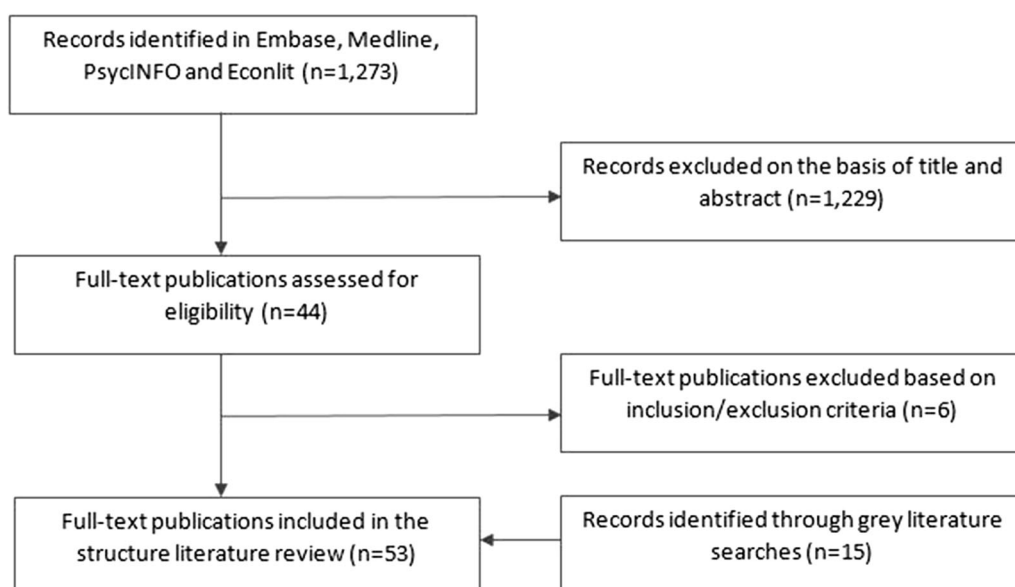 Records identified in Embase, Medline,
PsycINFO and Econlit (n=1,273)
Records excluded on the basis of title and
abstract (n=1,229)
Full-text publications assessed for
eligibility (n=44)
Full-text publications excluded based on
inclusion/exclusion criteria (n=6)
Full-text publications included in the
structure literature review (n=53)
Records identified through grey literature
searches (n=15)